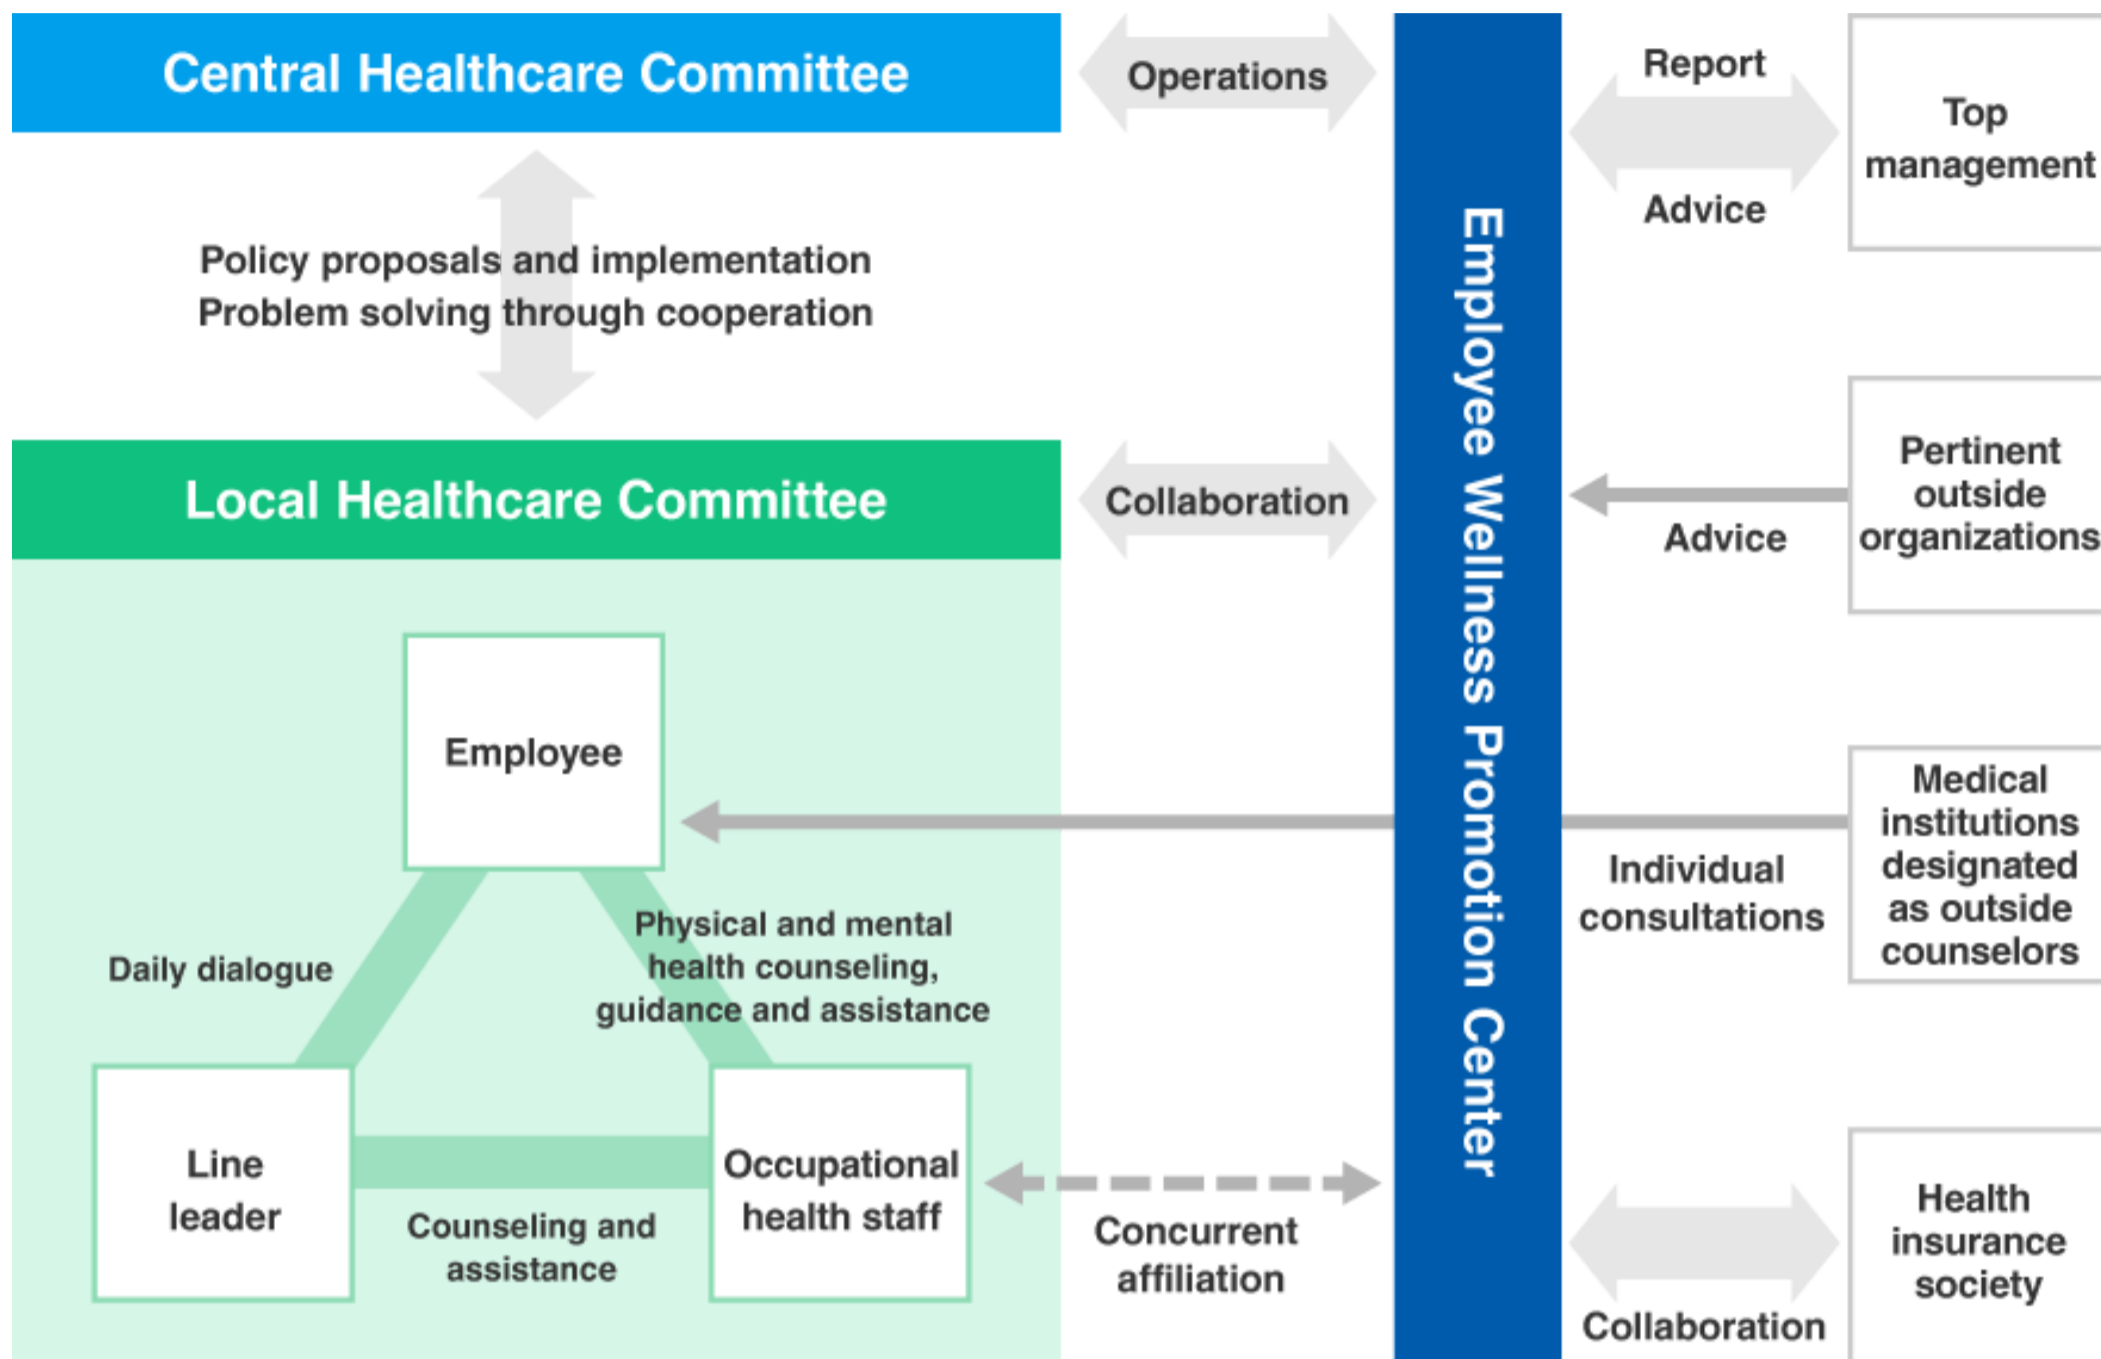 Central Healthcare Committee
Operations
Report
Advice
Top
management
Policy proposals and implementation
Problem solving through cooperation
Employee Wellness Promotion Center
Local Healthcare Committee
Collaboration
Advice
Pertinent
outside
organizations
Employee
Individual
consultations
Medical
institutions
designated
as outside
counselors
Daily dialogue
Physical and mental
health counseling,
guidance and assistance
Line
leader
Counseling and
assistance
Occupational
health staff
Concurrent
affiliation
Collaboration
Health
insurance
society